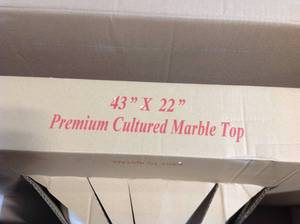 43” X 22”
Premium Cultured Marble Top